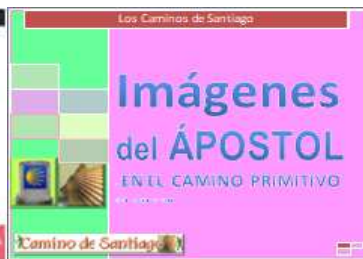 Los Caminos de Santiago
Imágenes
del ÁPOSTOL
EN EL CAMINO PRIMITIVO
Camino de Santiago